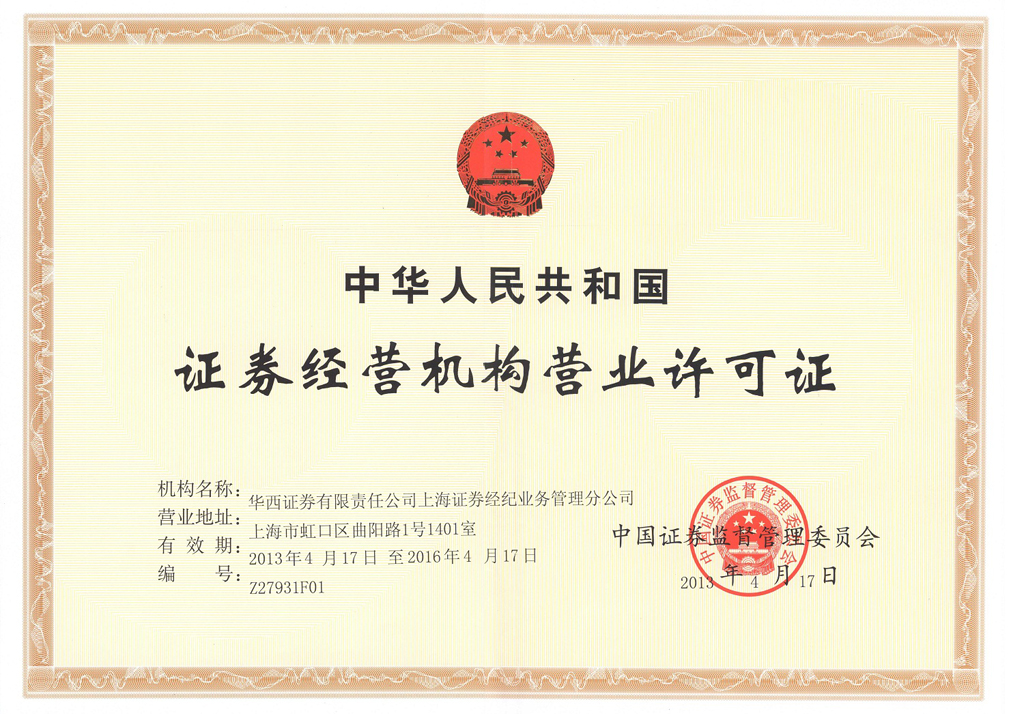 中华人民共和国
证券经营机构营业许可证
机构名称：华西证券有限责任公司上海证券经纪业务管理分公司
营业地址：上海市虹口区曲阳路1号1401室
有 效 期：2013年4 月17日 至2016年4 月17日
编 号：Z27931F01
中国证券监督管理委员会
中国证券监督管理委员会
2013 年 4 月 17 日